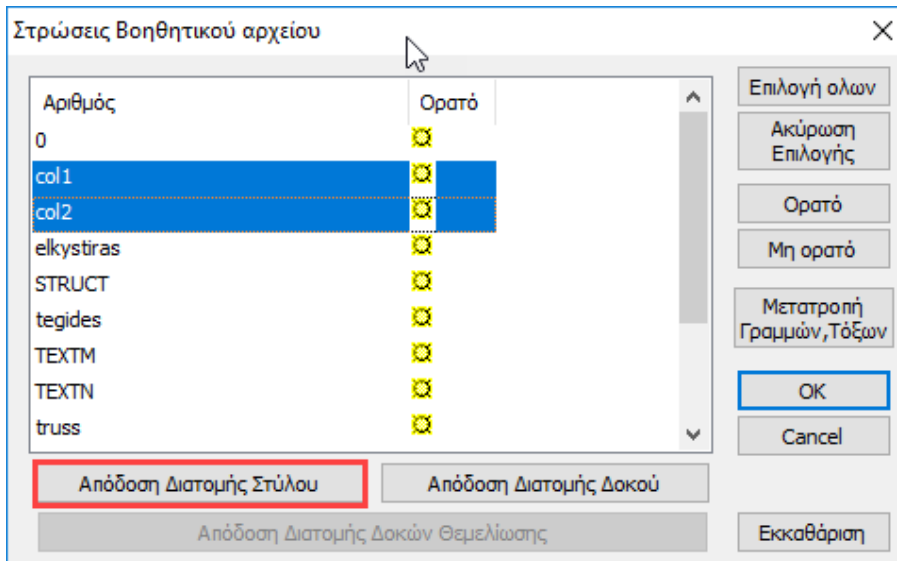 Στρώσεις Βοηθητικού αρχείου
Αριθμός Ορατό
0
col1
col2
elkystiras
STRUCT
tegides
TEXTM
TEXTN
truss
Επιλογή ολων
Ακύρωση
Επιλογής
Ορατό
Μη ορατό
Μετατροπή
Γραμμών,Τόξων
OK
Cancel
Απόδοση Διατομής Στύλου
Απόδοση Διατομής Δοκού
Απόδοση Διατομής Δοκών Θεμελίωσης
Εκκαθάριση